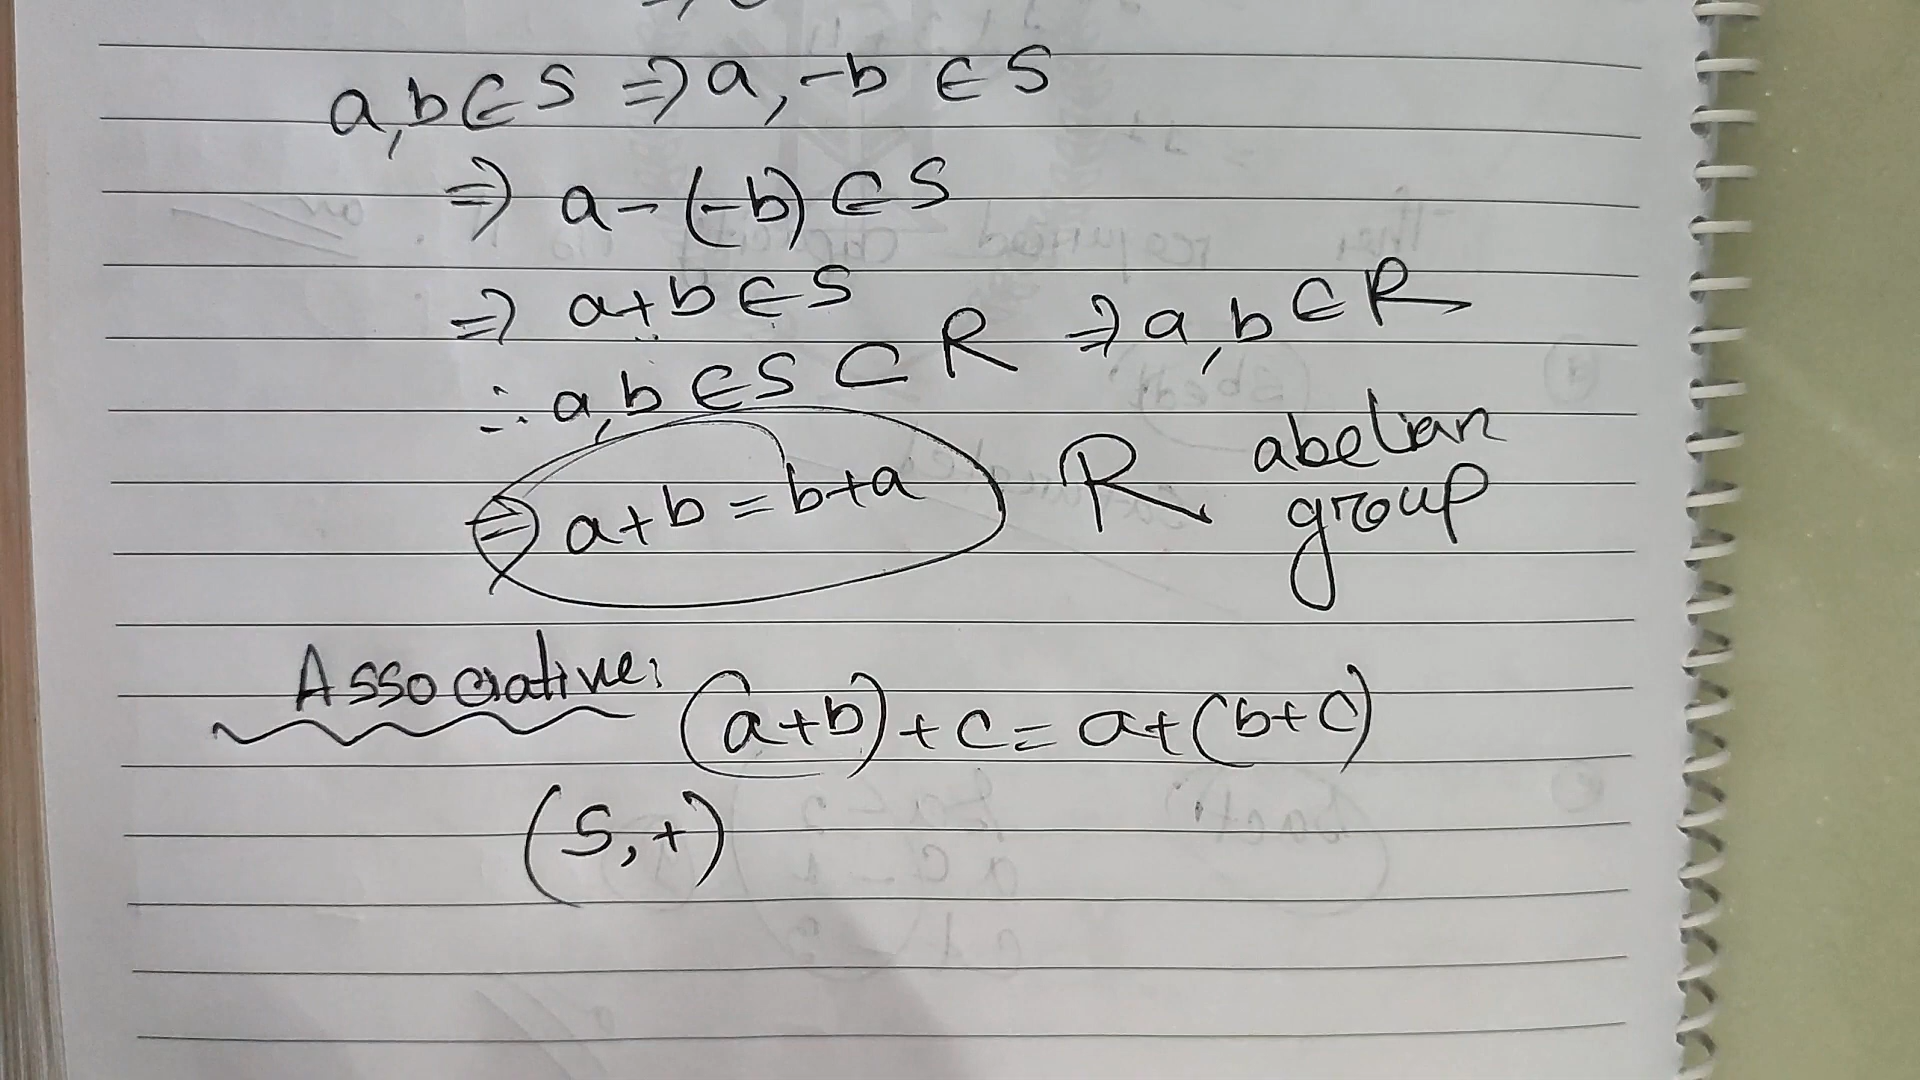 a,b ∈ S ⇒ a, -b ∈ S
⇒ a - (-b) ∈ S
⇒ a+b ∈ S
∴ a,b ∈ S ⊂ R ⇒ a, b ∈ R
⇒ a+b = b+a R abelian group
Associative: (a+b)+c = a+(b+c)
(S,+)